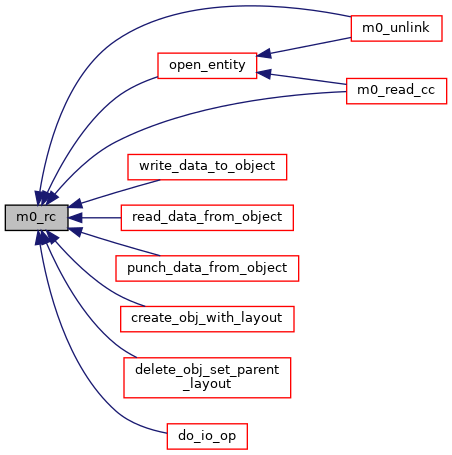 m0_unlink
open_entity
m0_read_cc
write_data_to_object
m0_rc
read_data_from_object
punch_data_from_object
create_obj_with_layout
delete_obj_set_parent
_layout
do_io_op